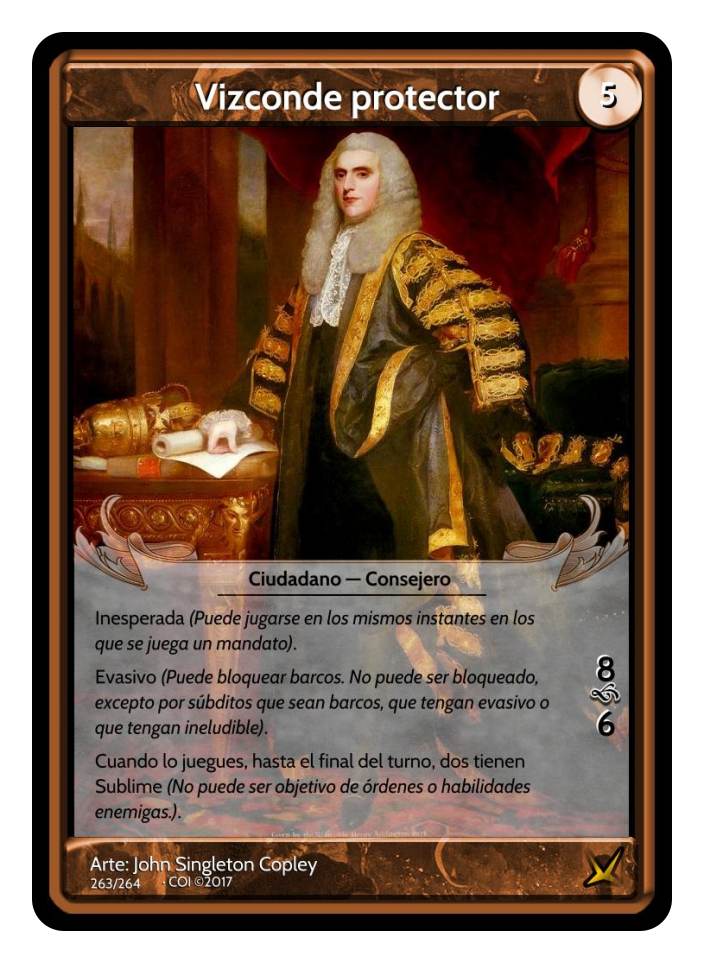 Vizconde protector
5
Ciudadano — Consejero
Inesperada (Puede jugarse en los mismos instantes en los
que se juega un mandato).
Evasivo (Puede bloquear barcos. No puede ser bloqueado,
excepto por súbditos que sean barcos, que tengan evasivo o
que tengan ineludible).
Cuando lo juegues, hasta el final del turno, dos tienen
Sublime (No puede ser objetivo de órdenes o habilidades
enemigas.).
8
6
Arte: John Singleton Copley
263/264 · COI ©2017